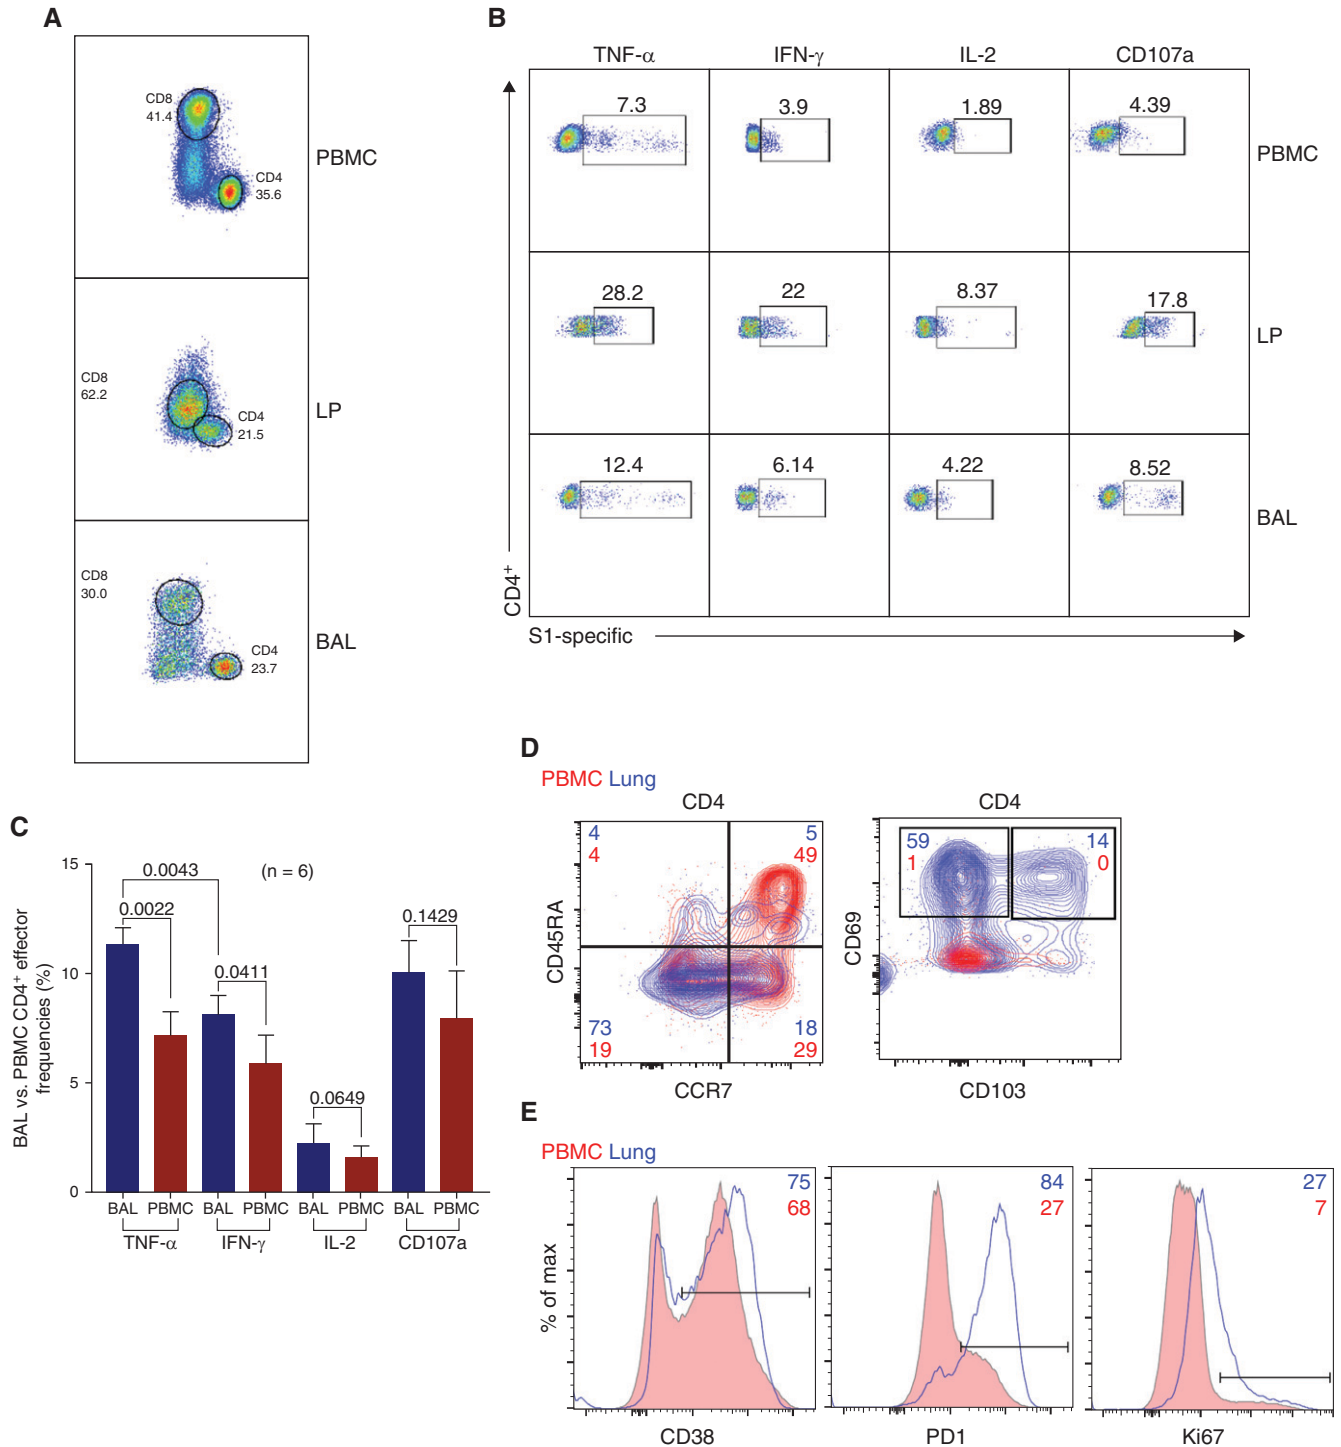 A
CD8
41.4
CD4
35.6
PBMC
CD8
62.2
CD4
21.5
LP
CD8
30.0
CD4
23.7
BAL
B
TNF-α IFN-γ IL-2 CD107a
7.3 3.9 1.89 4.39
PBMC
28.2 22 8.37 17.8
LP
12.4 6.14 4.22 8.52
BAL
CD4⁺
S1-specific
C
BAL vs. PBMC CD4⁺ effector
frequencies (%)
15
10
5
0
(n = 6)
0.0043
0.0022
0.0411
0.0649
0.1429
BAL PBMC BAL PBMC BAL PBMC BAL PBMC
TNF-α IFN-γ IL-2 CD107a
D
PBMC Lung
CD4
4
4
5
49
73
19
18
29
CD45RA
CCR7
CD4
59
1
14
0
CD69
CD103
E
PBMC Lung
% of max
75
68
CD38
84
27
PD1
27
7
Ki67